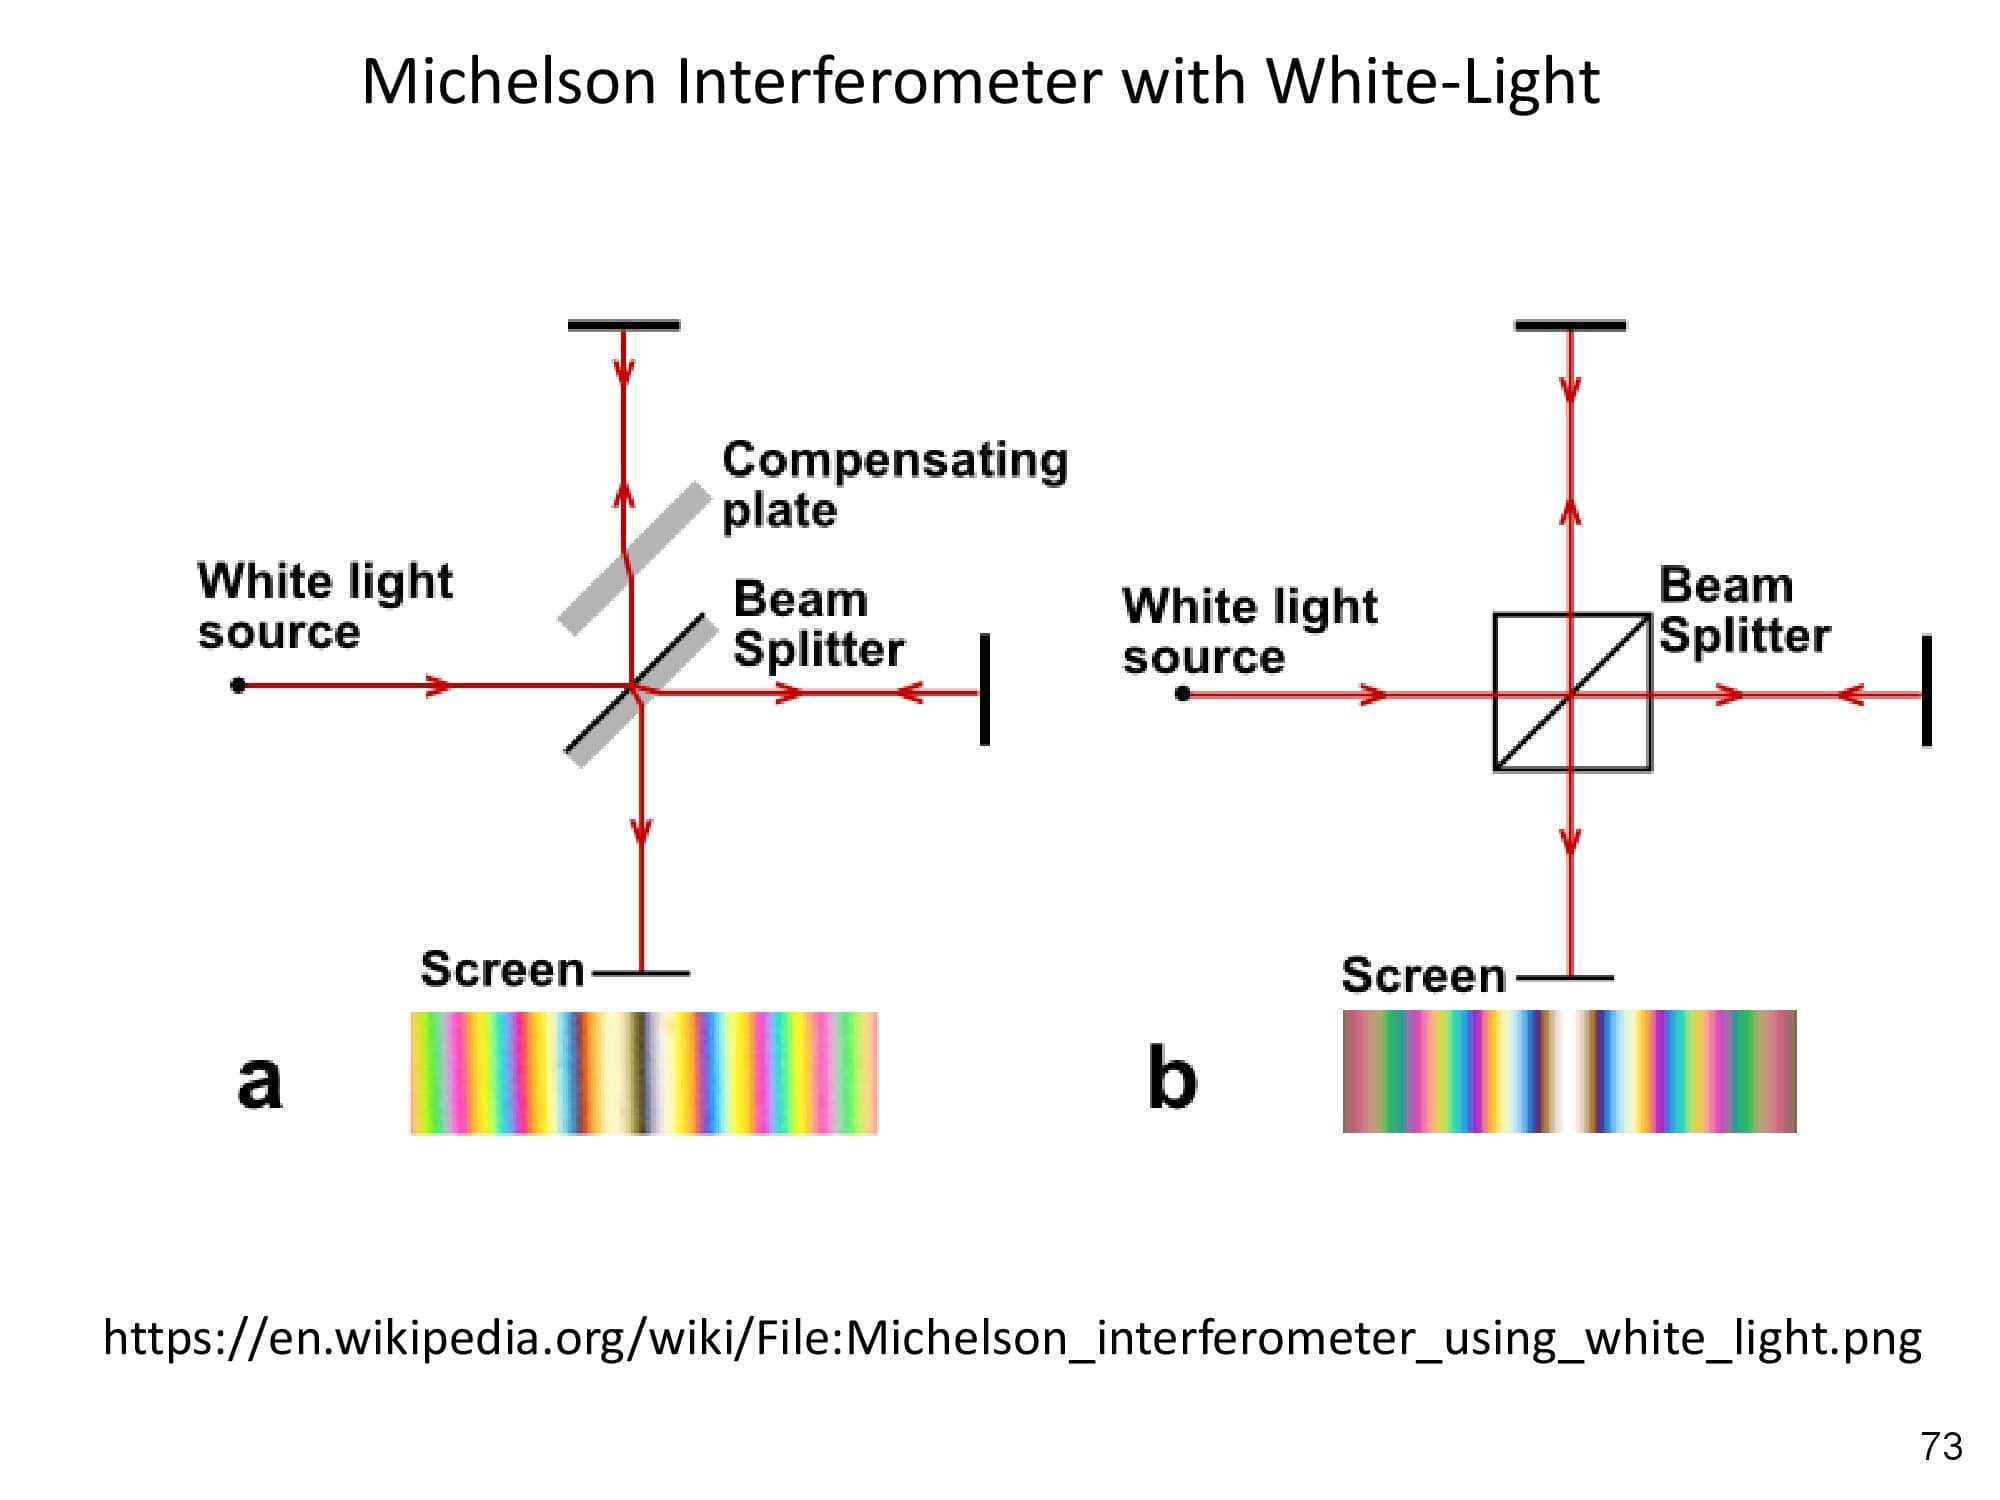 Michelson Interferometer with White-Light
Compensating
plate
White light
source
Beam
Splitter
Screen
a
White light
source
Beam
Splitter
Screen
b
https://en.wikipedia.org/wiki/File:Michelson_interferometer_using_white_light.png
73